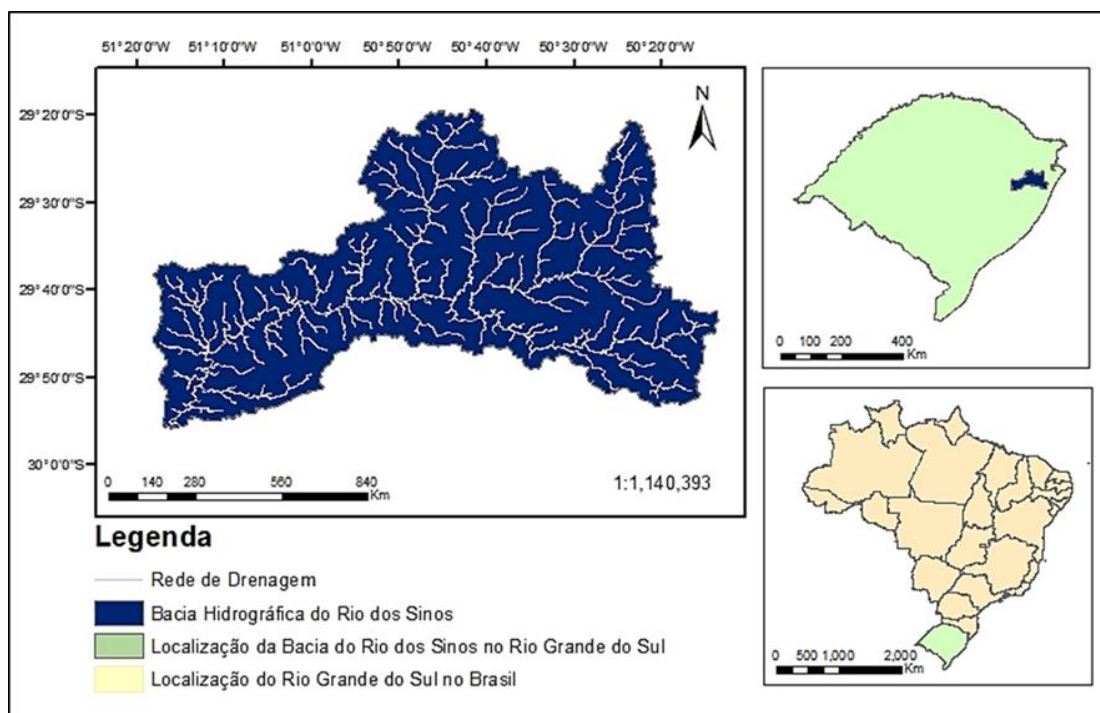 51°20'0"W 51°10'0"W 51°0'0"W 50°50'0"W 50°40'0"W 50°30'0"W 50°20'0"W
29°20'0"S
29°30'0"S
29°40'0"S
29°50'0"S
30°0'0"S
N
0 140 280 560 840
Km
1:1,140,393
0 100 200 400
Km
0 500 1,000 2,000
Km
Legenda
Rede de Drenagem
Bacia Hidrográfica do Rio dos Sinos
Localização da Bacia do Rio dos Sinos no Rio Grande do Sul
Localização do Rio Grande do Sul no Brasil